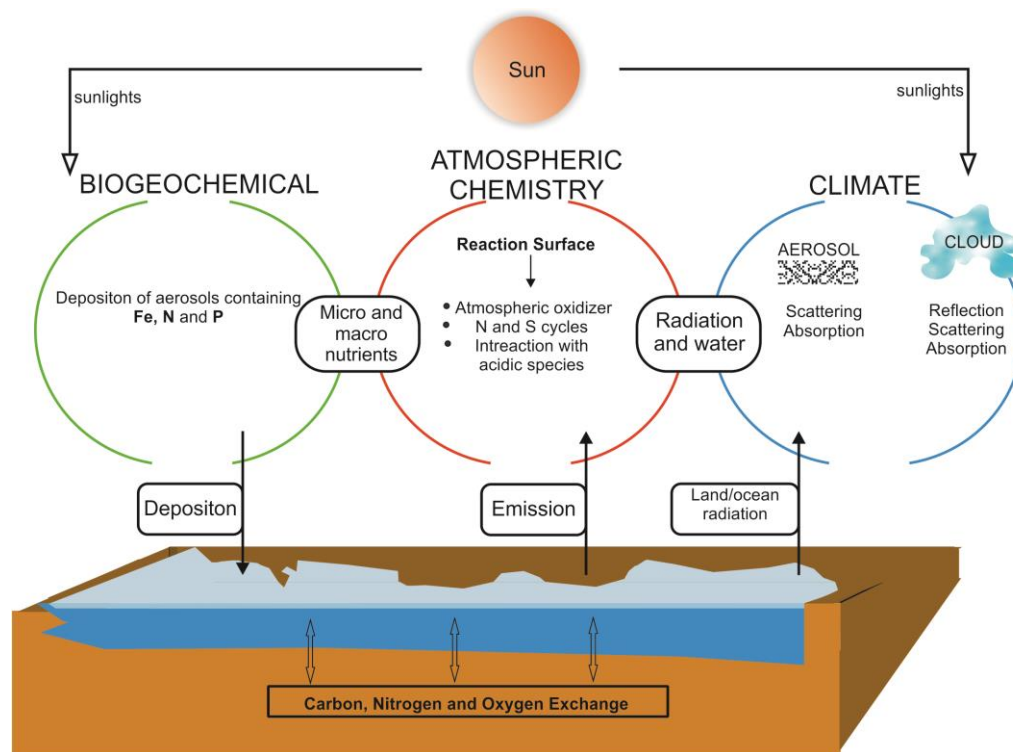 Sun
sunlights
sunlights
BIOGEOCHEMICAL
ATMOSPHERIC
CHEMISTRY
CLIMATE
Depositon of aerosols containing
Fe, N and P
Micro and
macro
nutrients
Reaction Surface
• Atmospheric oxidizer
• N and S cycles
• Intreaction with
acidic species
Radiation
and water
AEROSOL
Scattering
Absorption
CLOUD
Reflection
Scattering
Absorption
Depositon
Emission
Land/ocean
radiation
Carbon, Nitrogen and Oxygen Exchange